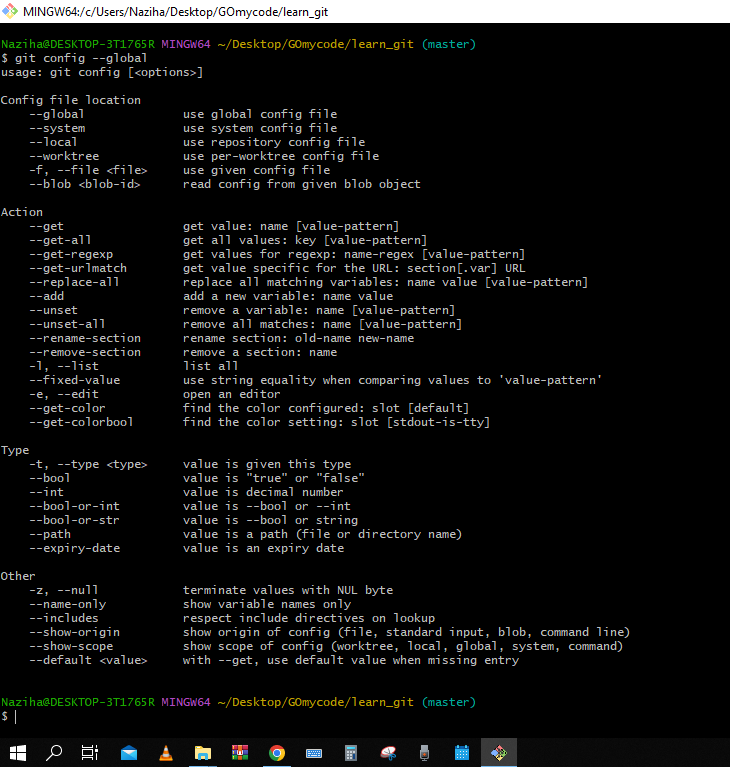 MINGW64:/c/Users/Naziha/Desktop/GOmycode/learn_git
Naziha@DESKTOP-3T1765R MINGW64 ~/Desktop/GOmycode/learn_git (master)
$ git config --global
usage: git config [<options>]
Config file location
--global use global config file
--system use system config file
--local use repository config file
--worktree use per-worktree config file
-f, --file <file> use given config file
--blob <blob-id> read config from given blob object
Action
--get get value: name [value-pattern]
--get-all get all values: key [value-pattern]
--get-regexp get values for regexp: name-regex [value-pattern]
--get-urlmatch get value specific for the URL: section[.var] URL
--replace-all replace all matching variables: name value [value-pattern]
--add add a new variable: name value
--unset remove a variable: name [value-pattern]
--unset-all remove all matches: name [value-pattern]
--rename-section rename section: old-name new-name
--remove-section remove a section: name
-l, --list list all
--fixed-value use string equality when comparing values to 'value-pattern'
-e, --edit open an editor
--get-color find the color configured: slot [default]
--get-colorbool find the color setting: slot [stdout-is-tty]
Type
-t, --type <type> value is given this type
--bool value is "true" or "false"
--int value is decimal number
--bool-or-int value is --bool or --int
--bool-or-str value is --bool or string
--path value is a path (file or directory name)
--expiry-date value is an expiry date
Other
-z, --null terminate values with NUL byte
--name-only show variable names only
--includes respect include directives on lookup
--show-origin show origin of config (file, standard input, blob, command line)
--show-scope show scope of config (worktree, local, global, system, command)
--default <value> with --get, use default value when missing entry
Naziha@DESKTOP-3T1765R MINGW64 ~/Desktop/GOmycode/learn_git (master)
$